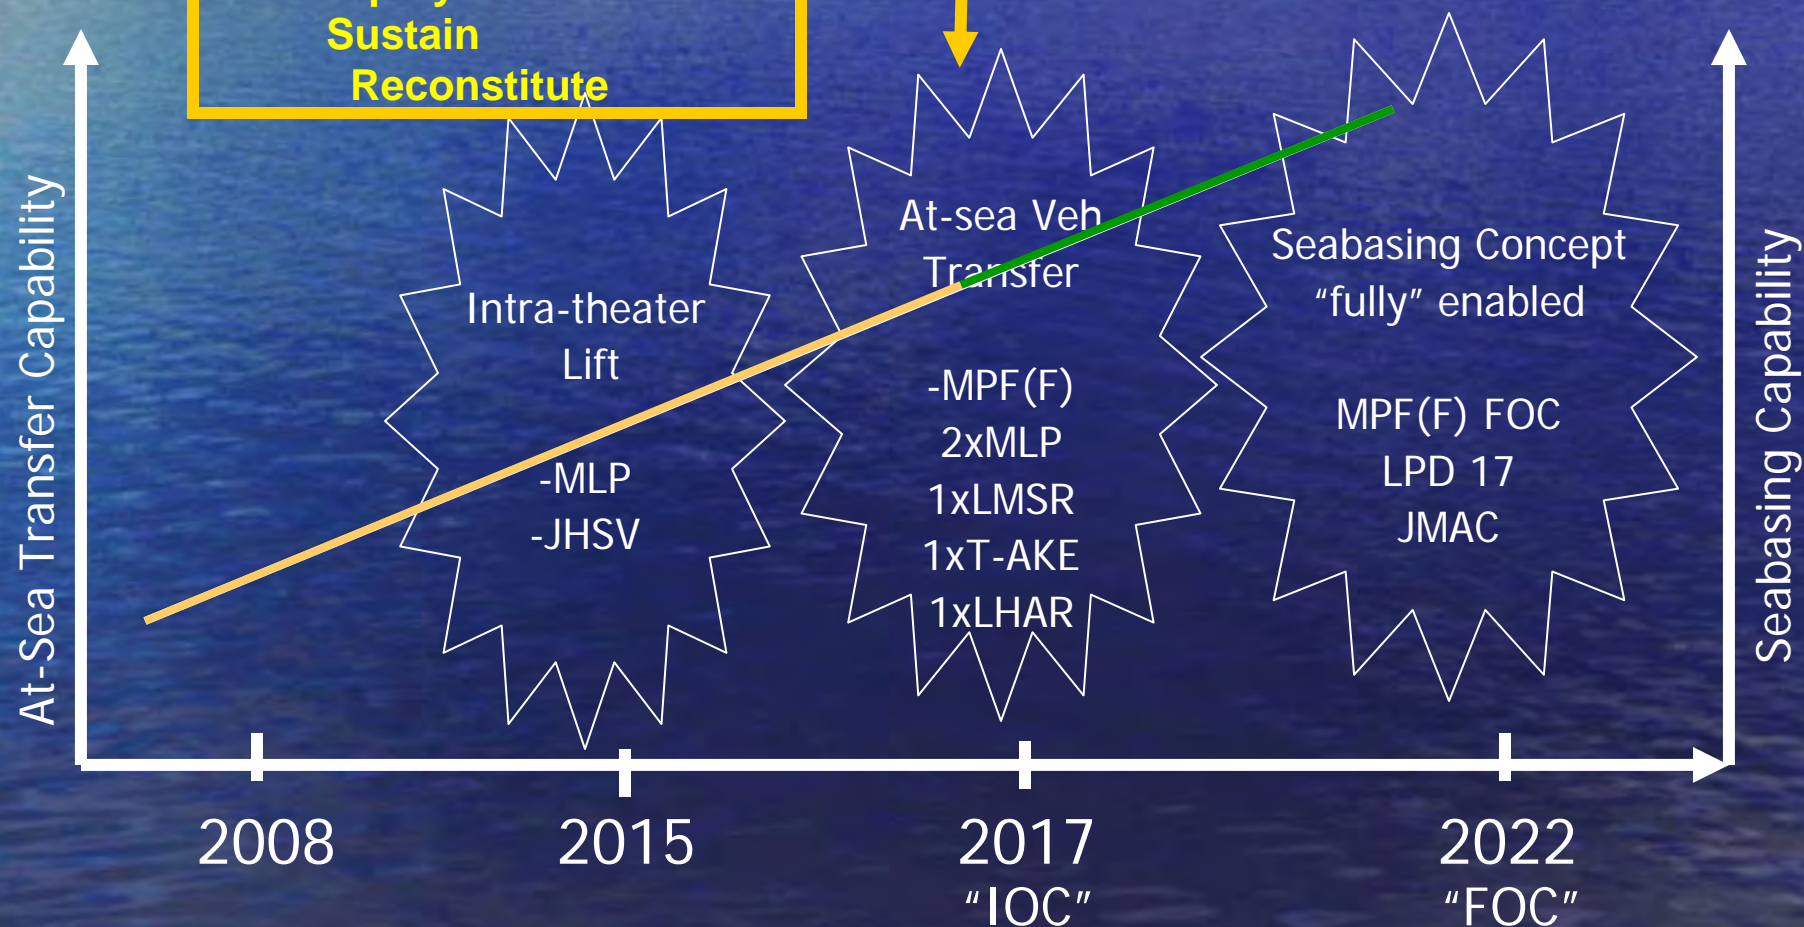 Sustain
Reconstitute
At-Sea Transfer Capability
Intra-theater
Lift
-MLP
-JHSV
At-sea Veh
Transfer
-MPF(F)
2xMLP
1xLMSR
1xT-AKE
1xLHAR
Seabasing Concept
“fully” enabled
MPF(F) FOC
LPD 17
JMAC
Seabasing Capability
2008
2015
2017
“IOC”
2022
“FOC”